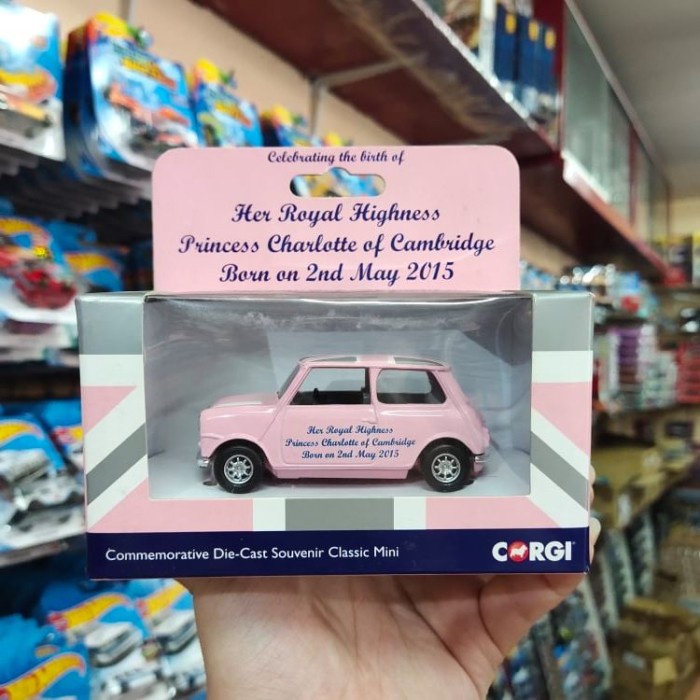 Celebrating the birth of
Her Royal Highness
Princess Charlotte of Cambridge
Born on 2nd May 2015
Her Royal Highness
Princess Charlotte of Cambridge
Born on 2nd May 2015
Commemorative Die-Cast Souvenir Classic Mini
CORGI